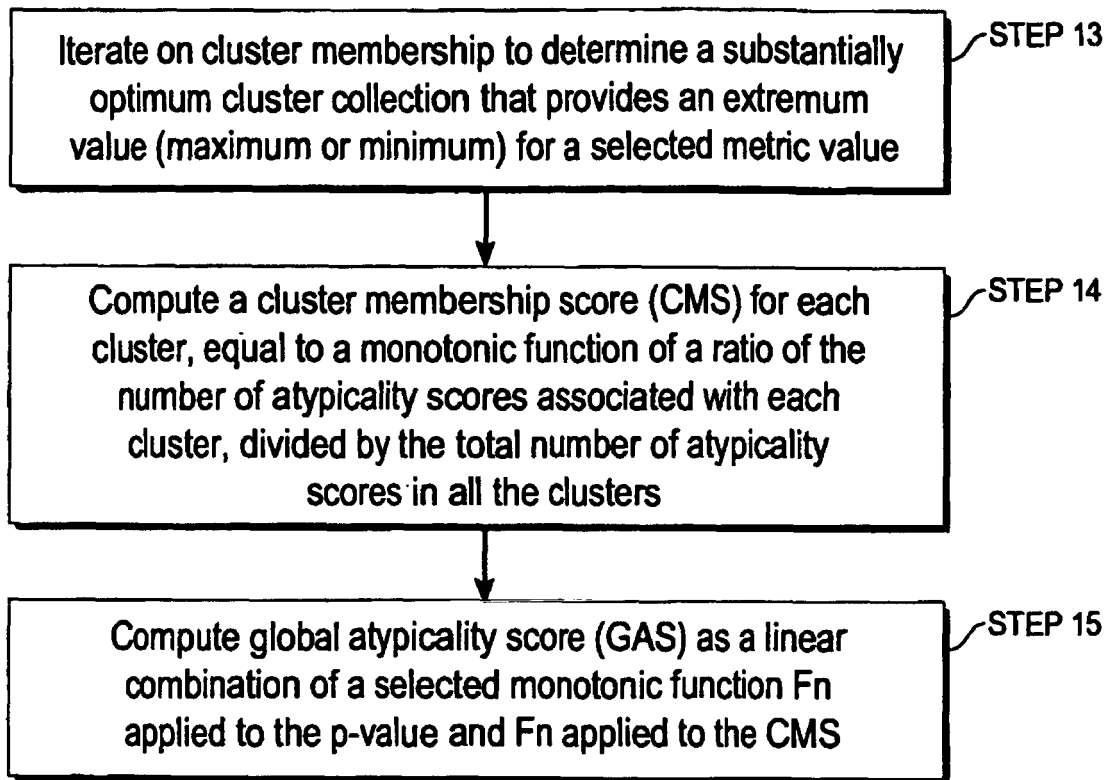 Iterate on cluster membership to determine a substantially
optimum cluster collection that provides an extremum
value (maximum or minimum) for a selected metric value
STEP 13
Compute a cluster membership score (CMS) for each
cluster, equal to a monotonic function of a ratio of the
number of atypicality scores associated with each
cluster, divided by the total number of atypicality
scores in all the clusters
STEP 14
Compute global atypicality score (GAS) as a linear
combination of a selected monotonic function Fn
applied to the p-value and Fn applied to the CMS
STEP 15